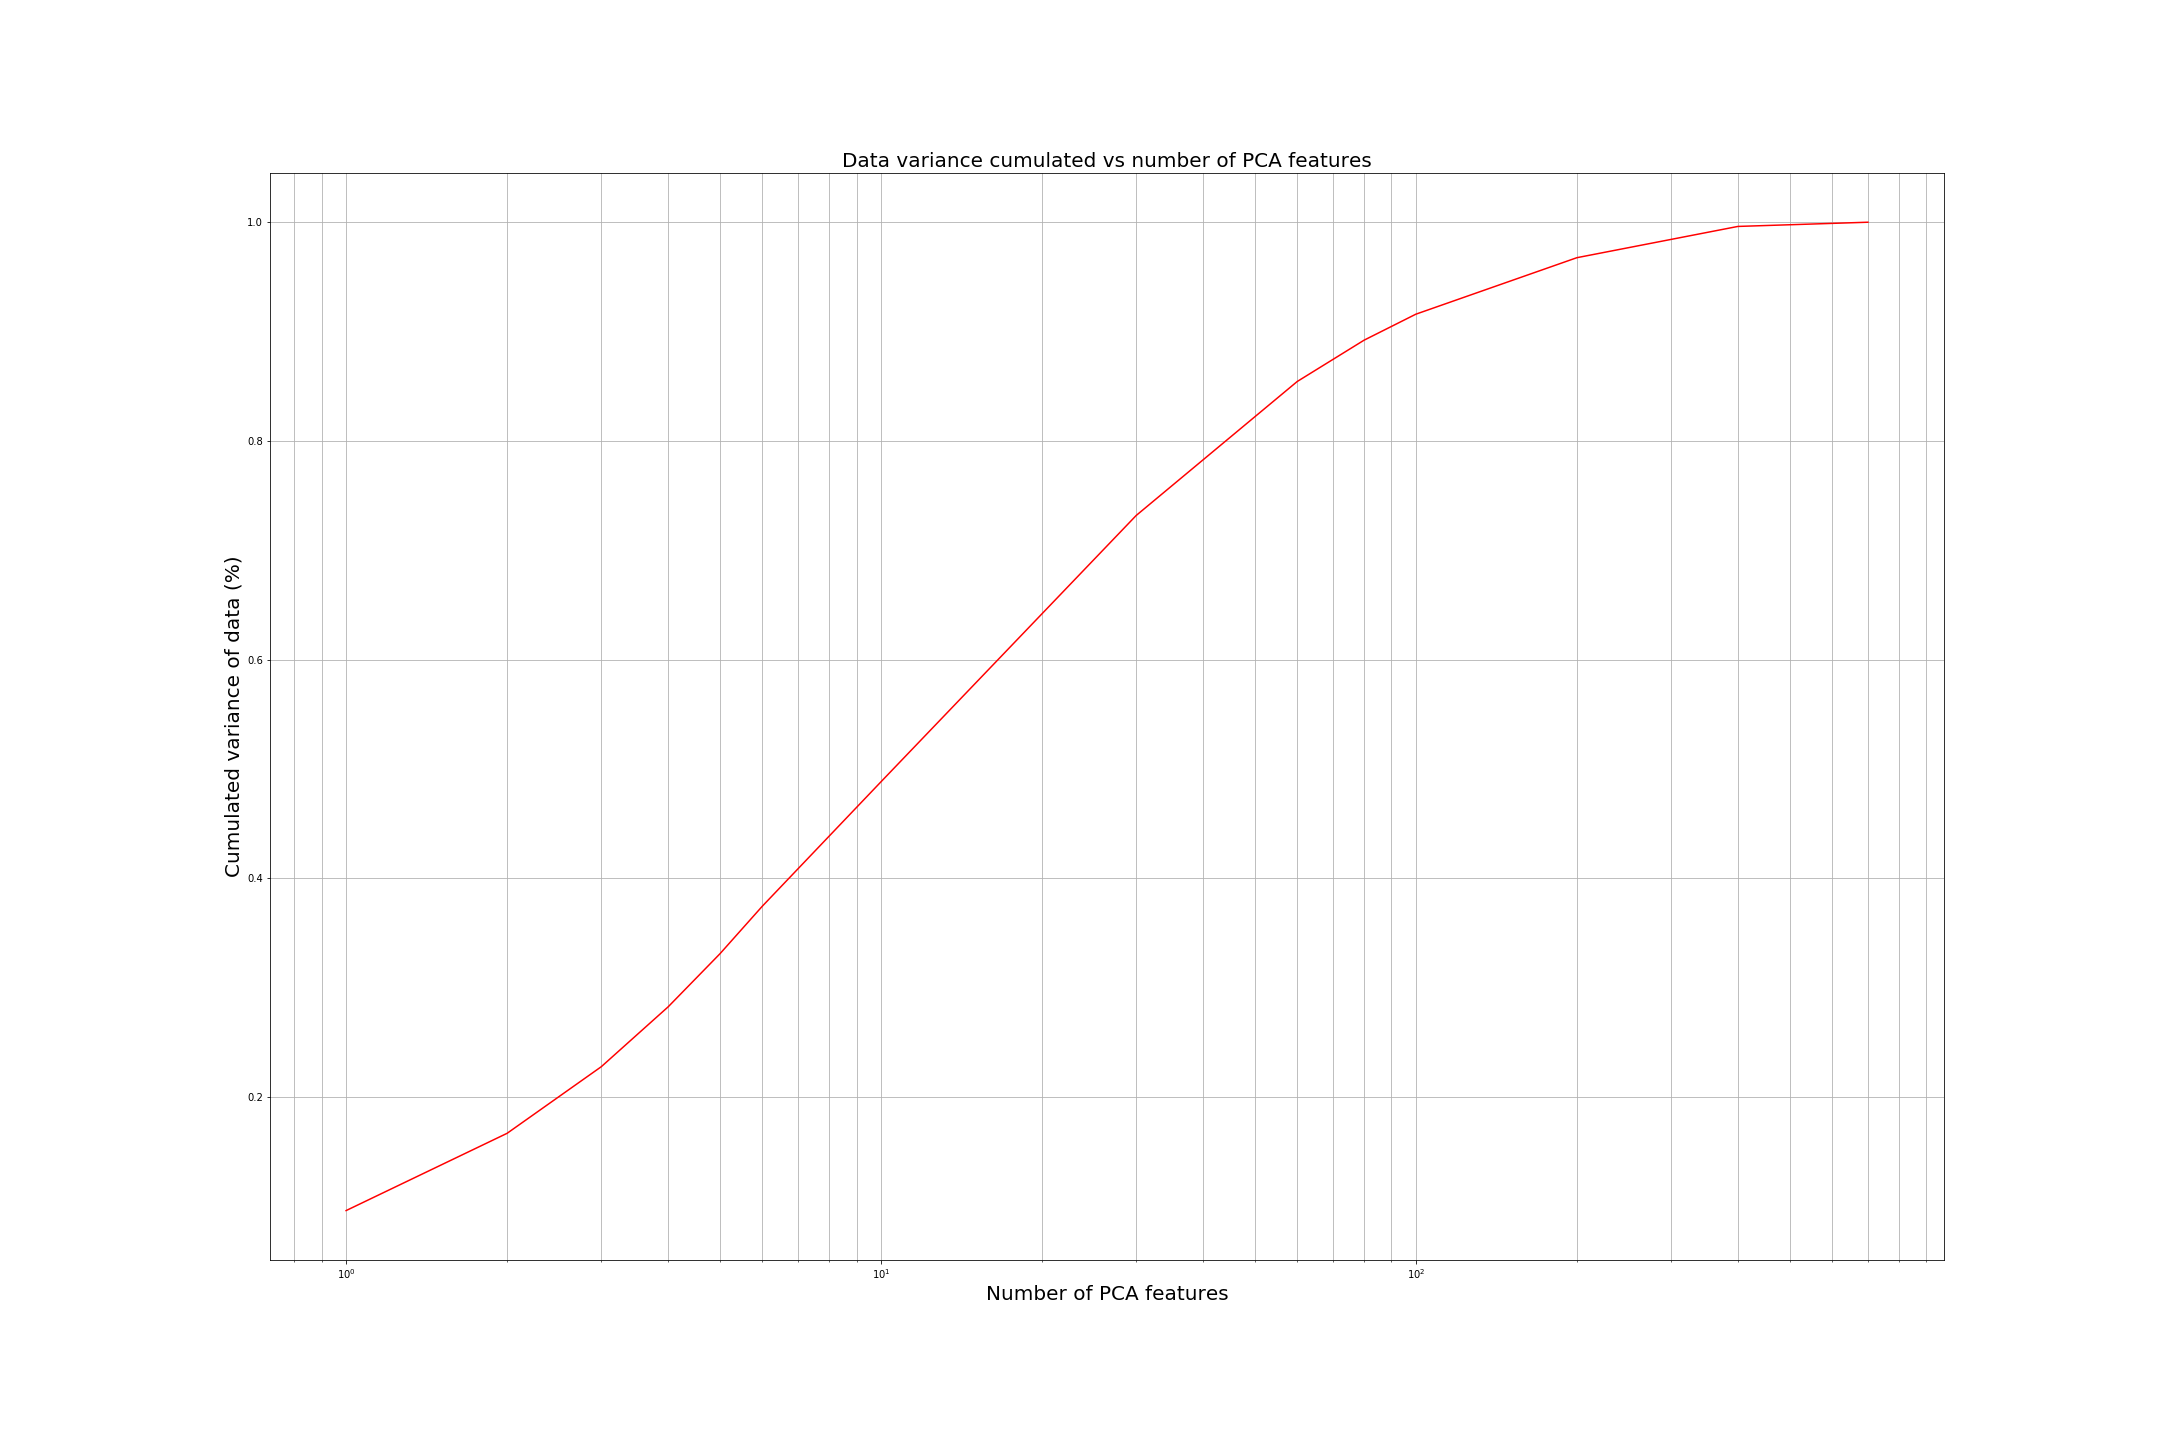 Data variance cumulated vs number of PCA features
1.0
0.8
0.6
0.4
0.2
Cumulated variance of data (%)
10⁰ 10¹ 10²
Number of PCA features